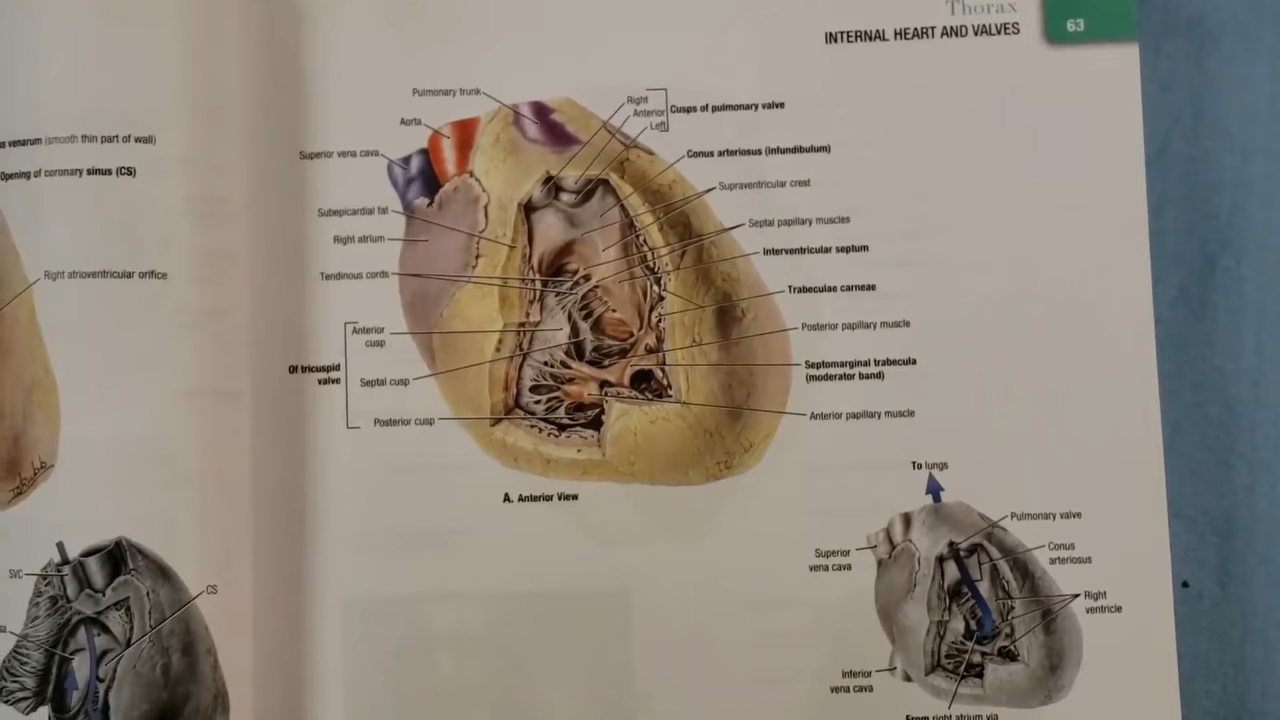 Thorax
INTERNAL HEART AND VALVES
63
venarum (smooth thin part of wall)
Opening of coronary sinus (CS)
Right atrioventricular orifice
SVC
CS
Pulmonary trunk
Aorta
Superior vena cava
Subepicardial fat
Right atrium
Tendinous cords
Of tricuspid
valve
Anterior
cusp
Septal cusp
Posterior cusp
Right
Anterior
Left
Cusps of pulmonary valve
Conus arteriosus (infundibulum)
Supraventricular crest
Septal papillary muscles
Interventricular septum
Trabeculae carneae
Posterior papillary muscle
Septomarginal trabecula
(moderator band)
Anterior papillary muscle
A. Anterior View
To lungs
Pulmonary valve
Superior
vena cava
Conus
arteriosus
Right
ventricle
Inferior
vena cava
From right atrium via